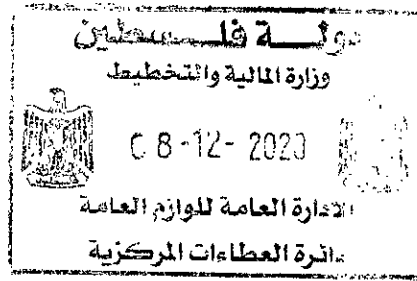 دولة فلسطين
وزارة المالية والتخطيط
08-12-2020
الادارة العامة للوازم العامة
دائرة العطاءات المركزية